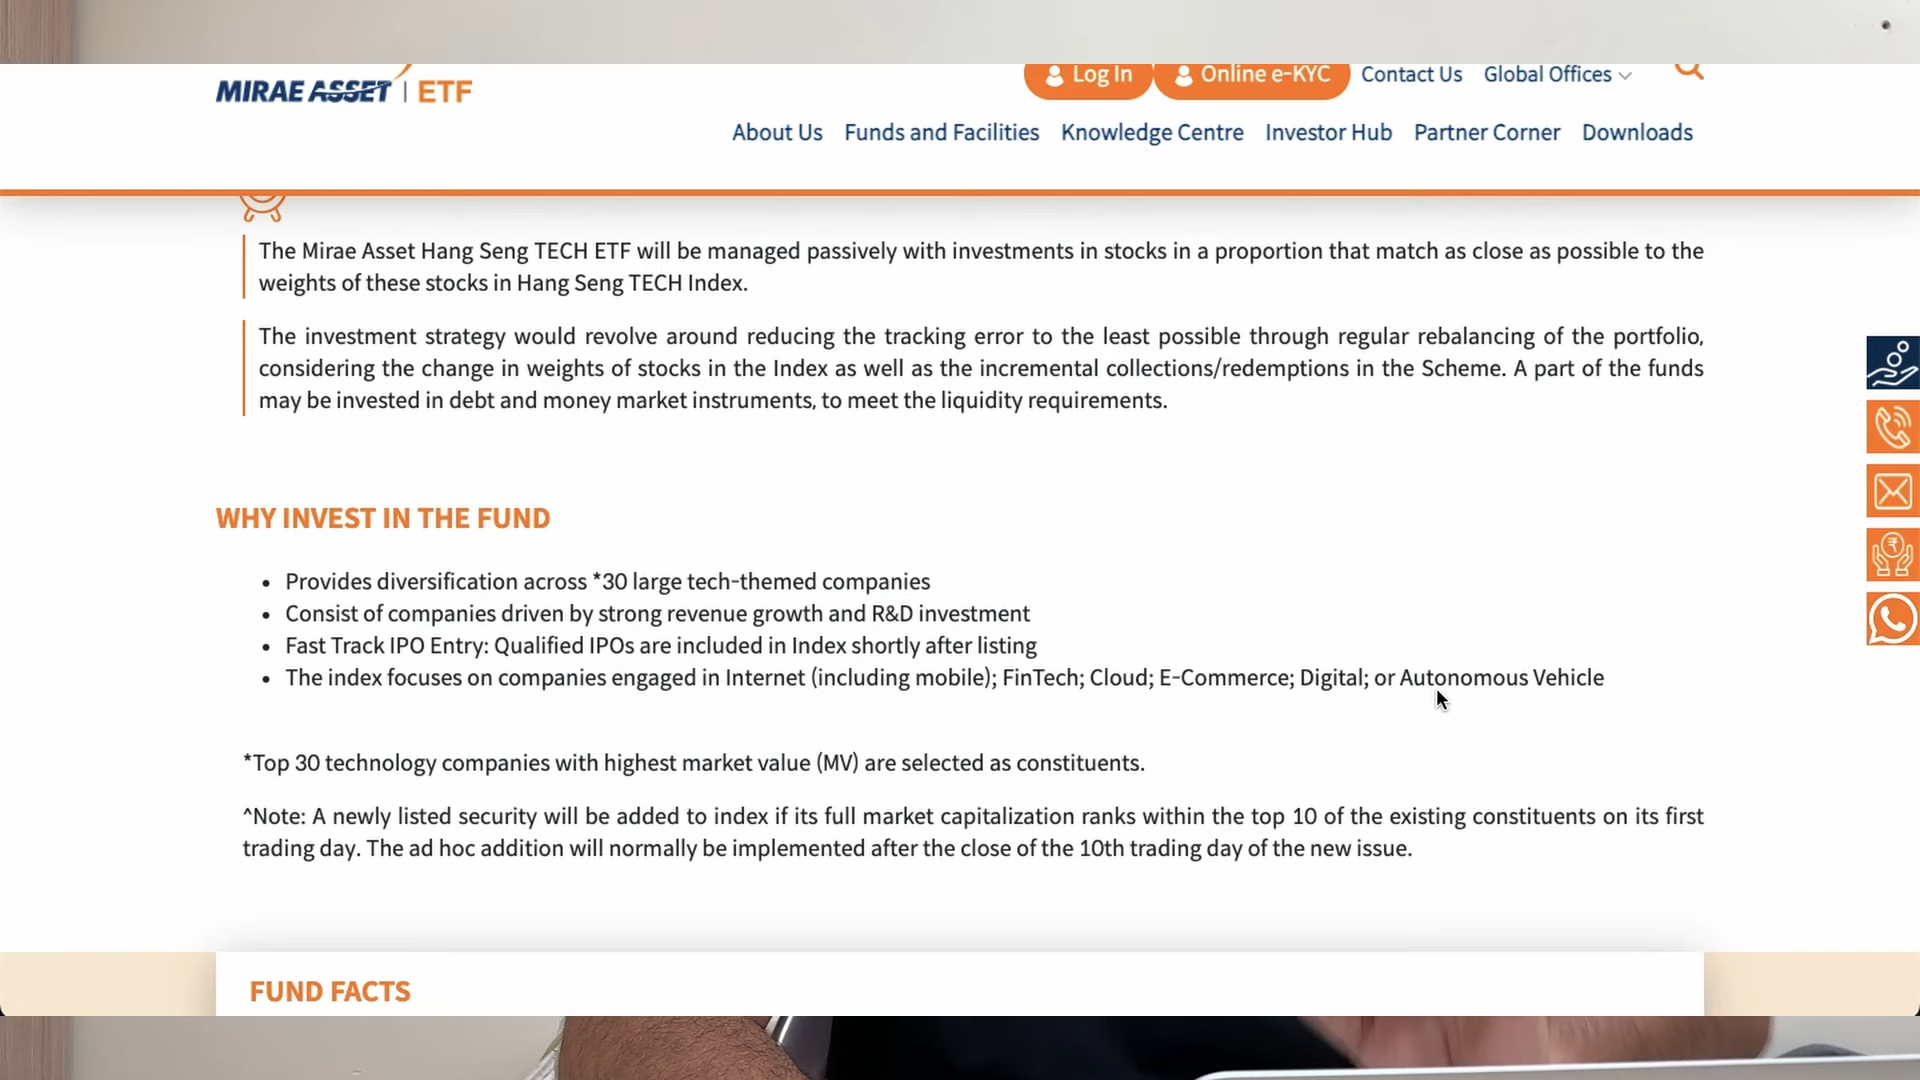 MIRAE ASSET | ETF
Log In
Online e-KYC
Contact Us
Global Offices
About Us
Funds and Facilities
Knowledge Centre
Investor Hub
Partner Corner
Downloads
The Mirae Asset Hang Seng TECH ETF will be managed passively with investments in stocks in a proportion that match as close as possible to the
weights of these stocks in Hang Seng TECH Index.
The investment strategy would revolve around reducing the tracking error to the least possible through regular rebalancing of the portfolio,
considering the change in weights of stocks in the Index as well as the incremental collections/redemptions in the Scheme. A part of the funds
may be invested in debt and money market instruments, to meet the liquidity requirements.
WHY INVEST IN THE FUND
• Provides diversification across *30 large tech-themed companies
• Consist of companies driven by strong revenue growth and R&D investment
• Fast Track IPO Entry: Qualified IPOs are included in Index shortly after listing
• The index focuses on companies engaged in Internet (including mobile); FinTech; Cloud; E-Commerce; Digital; or Autonomous Vehicle
*Top 30 technology companies with highest market value (MV) are selected as constituents.
^Note: A newly listed security will be added to index if its full market capitalization ranks within the top 10 of the existing constituents on its first
trading day. The ad hoc addition will normally be implemented after the close of the 10th trading day of the new issue.
FUND FACTS